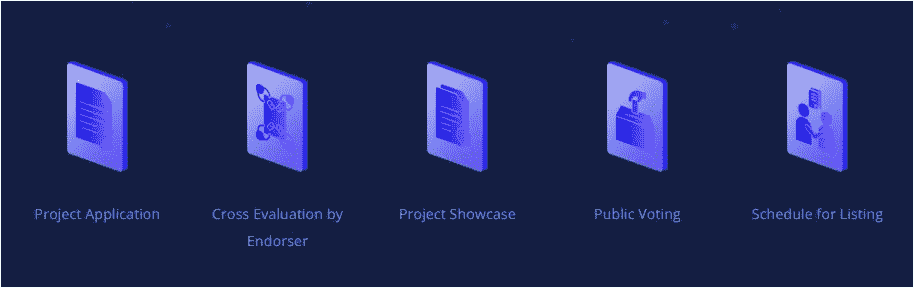 Project Application
Cross Evaluation by
Endorser
Project Showcase
Public Voting
Schedule for Listing